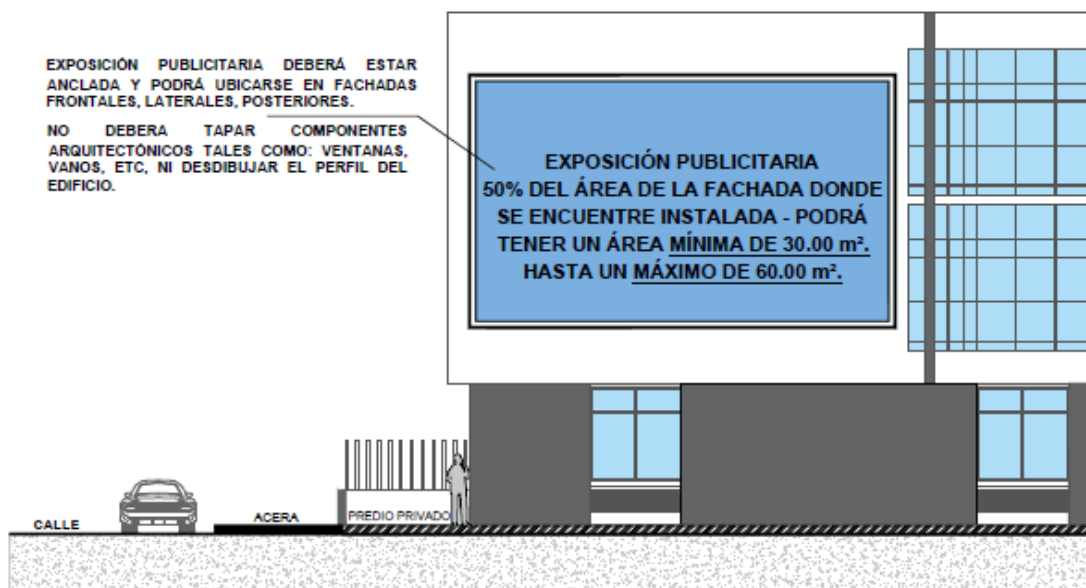 EXPOSICIÓN PUBLICITARIA DEBERÁ ESTAR
ANCLADA Y PODRÁ UBICARSE EN FACHADAS
FRONTALES, LATERALES, POSTERIORES.
NO DEBERA TAPAR COMPONENTES
ARQUITECTÓNICOS TALES COMO: VENTANAS,
VANOS, ETC, NI DESDIBUJAR EL PERFIL DEL
EDIFICIO.
EXPOSICIÓN PUBLICITARIA
50% DEL ÁREA DE LA FACHADA DONDE
SE ENCUENTRE INSTALADA - PODRÁ
TENER UN ÁREA MÍNIMA DE 30.00 m².
HASTA UN MÁXIMO DE 60.00 m².
CALLE
ACERA
PREDIO PRIVADO